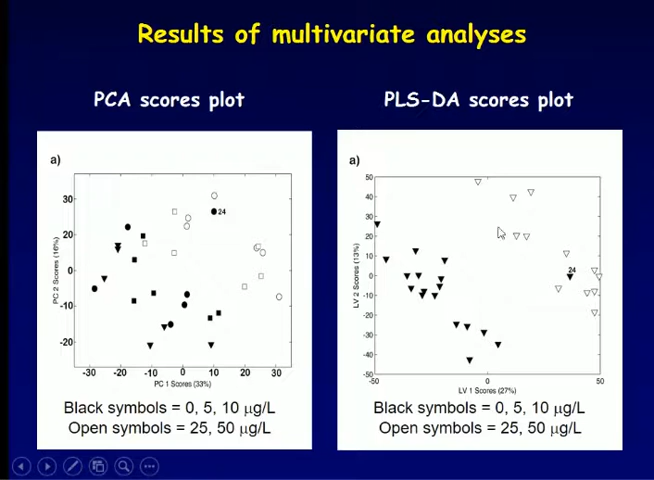 Results of multivariate analyses
PCA scores plot
PLS-DA scores plot
a)
30
20
10
0
-10
-20
PC 2 Scores (16%)
24
-30
-20
-10
0
10
20
30
PC 1 Scores (33%)
Black symbols = 0, 5, 10 µg/L
Open symbols = 25, 50 µg/L
a)
50
40
30
20
10
0
-10
-20
-30
-40
-50
LV 2 Scores (13%)
24
-50
0
50
LV 1 Scores (27%)
Black symbols = 0, 5, 10 µg/L
Open symbols = 25, 50 µg/L